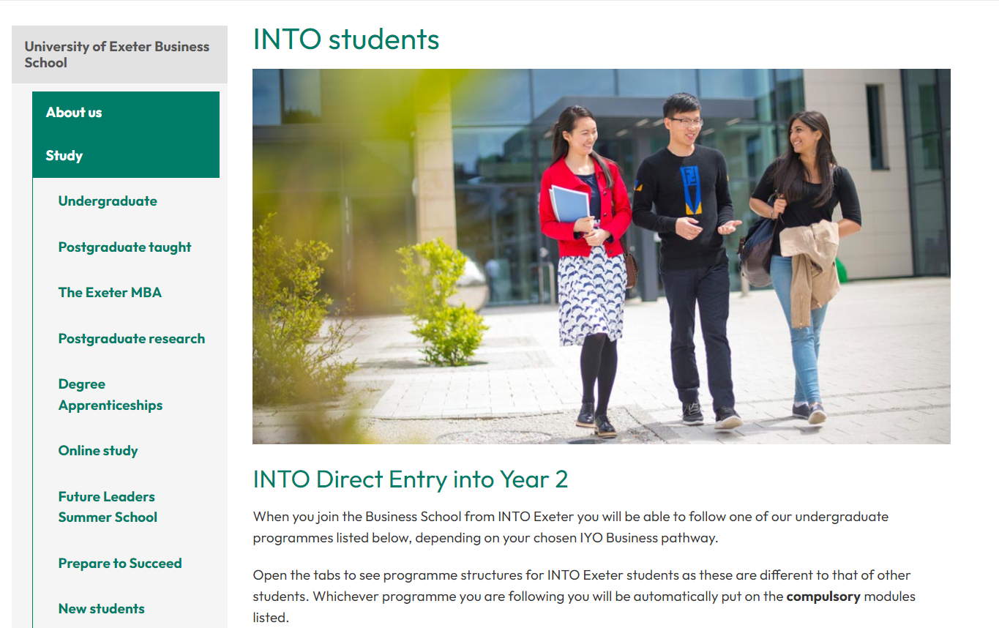 University of Exeter Business
School
About us
Study
Undergraduate
Postgraduate taught
The Exeter MBA
Postgraduate research
Degree
Apprenticeships
Online study
Future Leaders
Summer School
Prepare to Succeed
New students
INTO students
INTO Direct Entry into Year 2
When you join the Business School from INTO Exeter you will be able to follow one of our undergraduate
programmes listed below, depending on your chosen IYO Business pathway.
Open the tabs to see programme structures for INTO Exeter students as these are different to that of other
students. Whichever programme you are following you will be automatically put on the compulsory modules
listed.